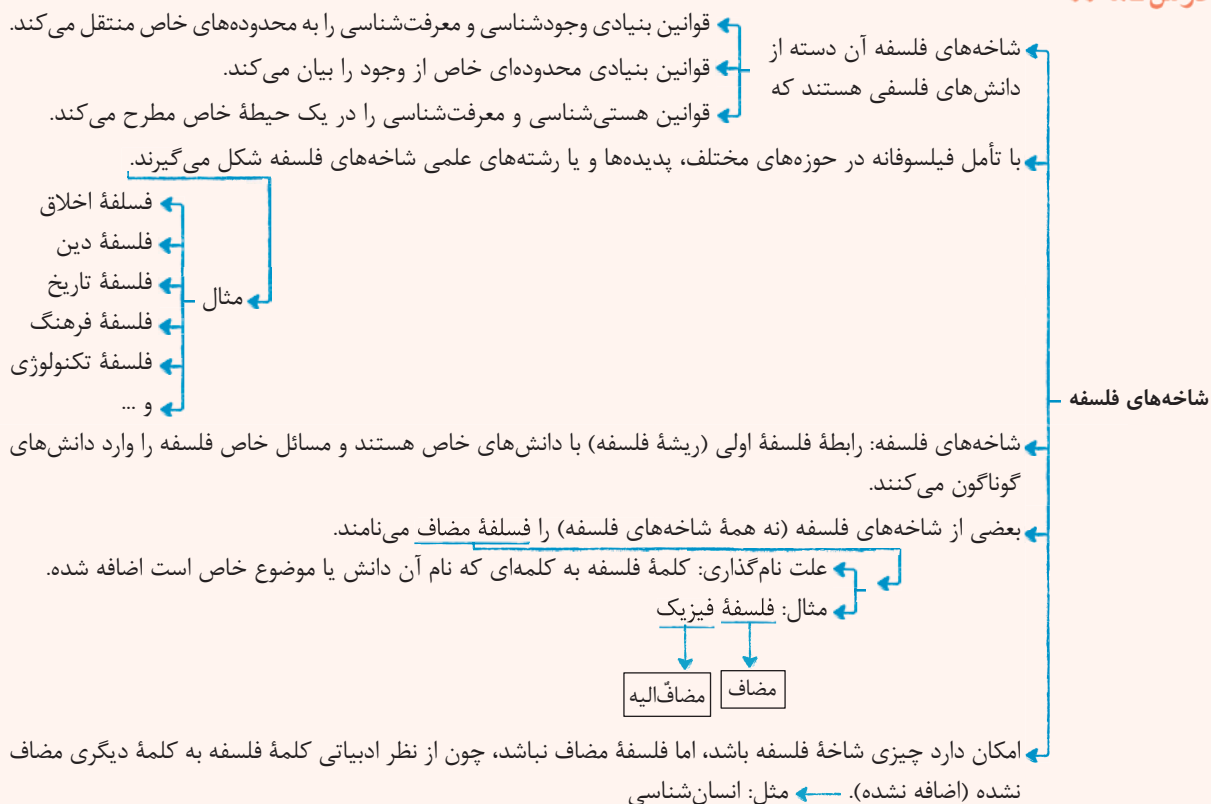 قوانین بنیادی وجودشناسی و معرفت‌شناسی را به محدوده‌های خاص منتقل می‌کند.
شاخه‌های فلسفه آن دسته از
دانش‌های فلسفی هستند که
قوانین بنیادی محدوده‌ای خاص از وجود را بیان می‌کند.
قوانین هستی‌شناسی و معرفت‌شناسی را در یک حیطهٔ خاص مطرح می‌کند.
با تأمل فیلسوفانه در حوزه‌های مختلف، پدیده‌ها و یا رشته‌های علمی شاخه‌های فلسفه شکل می‌گیرند.
فسلفهٔ اخلاق
فلسفهٔ دین
فلسفهٔ تاریخ
مثال
فلسفهٔ فرهنگ
فلسفهٔ تکنولوژی
و ...
شاخه‌های فلسفه
شاخه‌های فلسفه: رابطهٔ فلسفهٔ اولی (ریشهٔ فلسفه) با دانش‌های خاص هستند و مسائل خاص فلسفه را وارد دانش‌های
گوناگون می‌کنند.
بعضی از شاخه‌های فلسفه (نه همهٔ شاخه‌های فلسفه) را فسلفهٔ مضاف می‌نامند.
علت نام‌گذاری: کلمهٔ فلسفه به کلمه‌ای که نام آن دانش یا موضوع خاص است اضافه شده.
مثال: فلسفهٔ فیزیک
مضاف
مضافٌ‌الیه
امکان دارد چیزی شاخهٔ فلسفه باشد، اما فلسفهٔ مضاف نباشد، چون از نظر ادبیاتی کلمهٔ فلسفه به کلمهٔ دیگری مضاف
نشده (اضافه نشده). مثل: انسان‌شناسی